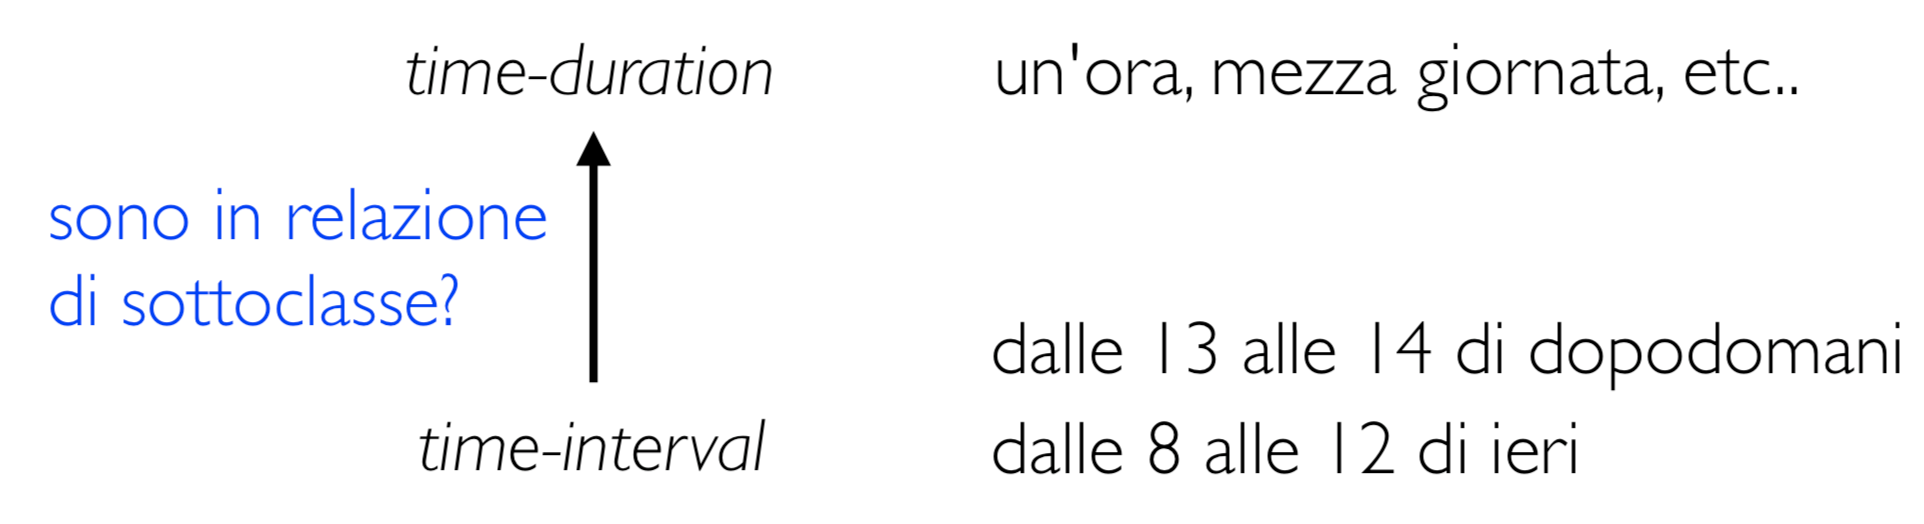 time-duration
un'ora, mezza giornata, etc..
sono in relazione
di sottoclasse?
dalle 13 alle 14 di dopodomani
time-interval
dalle 8 alle 12 di ieri